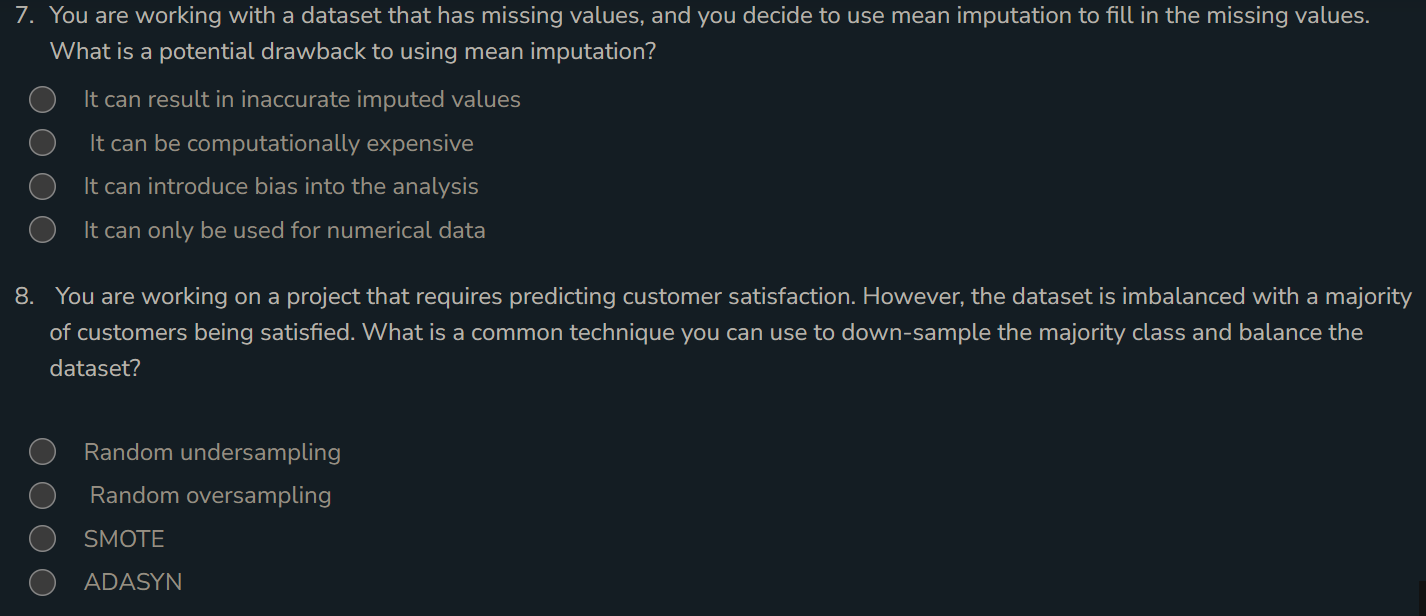 7. You are working with a dataset that has missing values, and you decide to use mean imputation to fill in the missing values.
What is a potential drawback to using mean imputation?
It can result in inaccurate imputed values
It can be computationally expensive
It can introduce bias into the analysis
It can only be used for numerical data
8. You are working on a project that requires predicting customer satisfaction. However, the dataset is imbalanced with a majority
of customers being satisfied. What is a common technique you can use to down-sample the majority class and balance the
dataset?
Random undersampling
Random oversampling
SMOTE
ADASYN